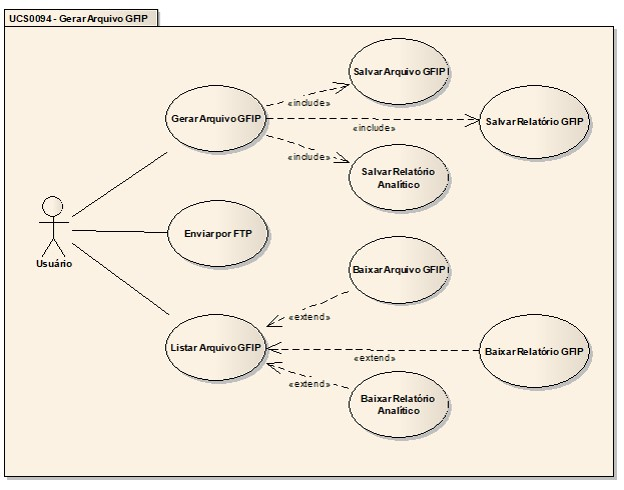 UCS0094 - Gerar Arquivo GFIP
Salvar Arquivo GFIP
«include»
Gerar Arquivo GFIP
«include»
Salvar Relatório GFIP
«include»
Salvar Relatório
Analítico
Enviar por FTP
Usuário
Baixar Arquivo GFIP
«extend»
Listar Arquivo GFIP
«extend»
Baixar Relatório GFIP
«extend»
Baixar Relatório
Analítico